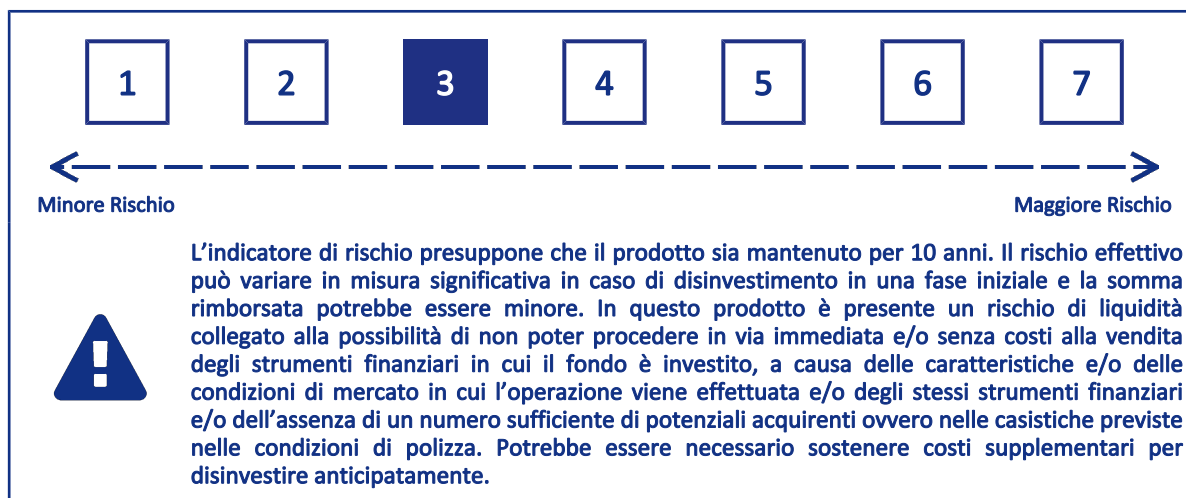 1 2 3 4 5 6 7
Minore Rischio Maggiore Rischio
L'indicatore di rischio presuppone che il prodotto sia mantenuto per 10 anni. Il rischio effettivo
può variare in misura significativa in caso di disinvestimento in una fase iniziale e la somma
rimborsata potrebbe essere minore. In questo prodotto è presente un rischio di liquidità
collegato alla possibilità di non poter procedere in via immediata e/o senza costi alla vendita
degli strumenti finanziari in cui il fondo è investito, a causa delle caratteristiche e/o delle
condizioni di mercato in cui l'operazione viene effettuata e/o degli stessi strumenti finanziari
e/o dell'assenza di un numero sufficiente di potenziali acquirenti ovvero nelle casistiche previste
nelle condizioni di polizza. Potrebbe essere necessario sostenere costi supplementari per
disinvestire anticipatamente.